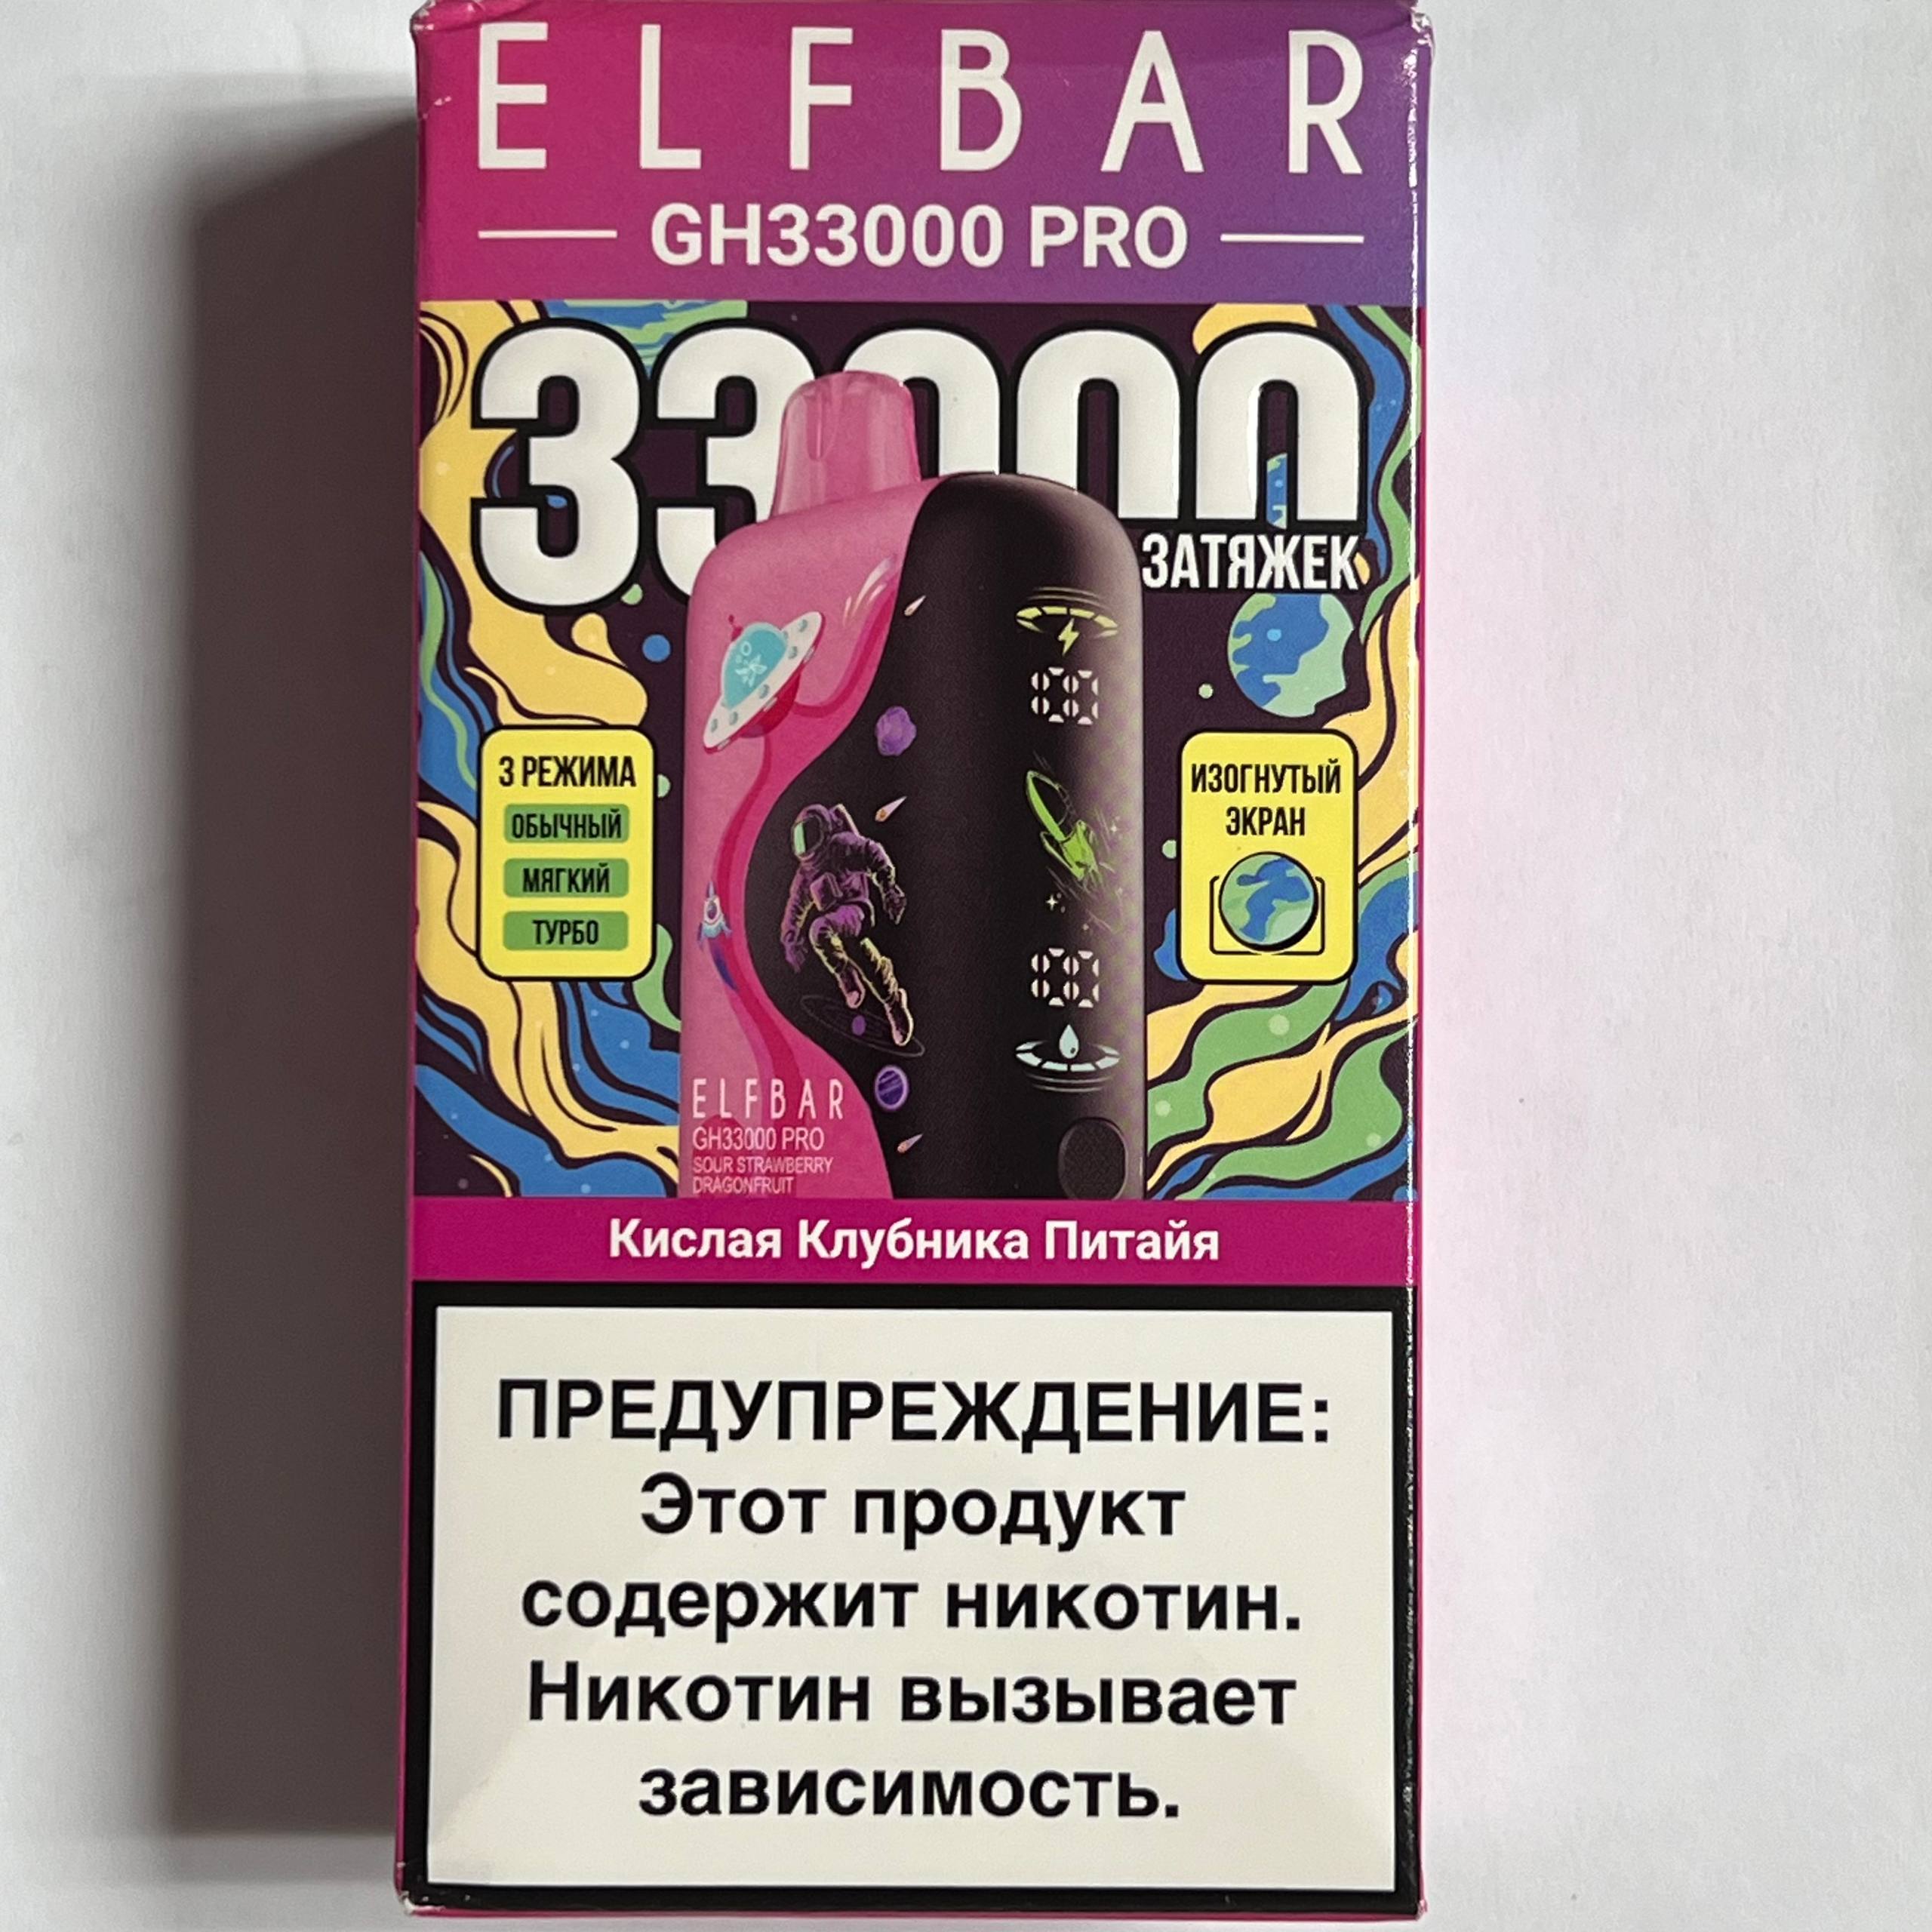 ELFBAR
GH33000 PRO
33000
ЗАТЯЖЕК
3 РЕЖИМА
ОБЫЧНЫЙ
МЯГКИЙ
ТУРБО
ИЗОГНУТЫЙ
ЭКРАН
ELFBAR
GH33000 PRO
SOUR STRAWBERRY
DRAGONFRUIT
Кислая Клубника Питайя
ПРЕДУПРЕЖДЕНИЕ:
Этот продукт
содержит никотин.
Никотин вызывает
зависимость.